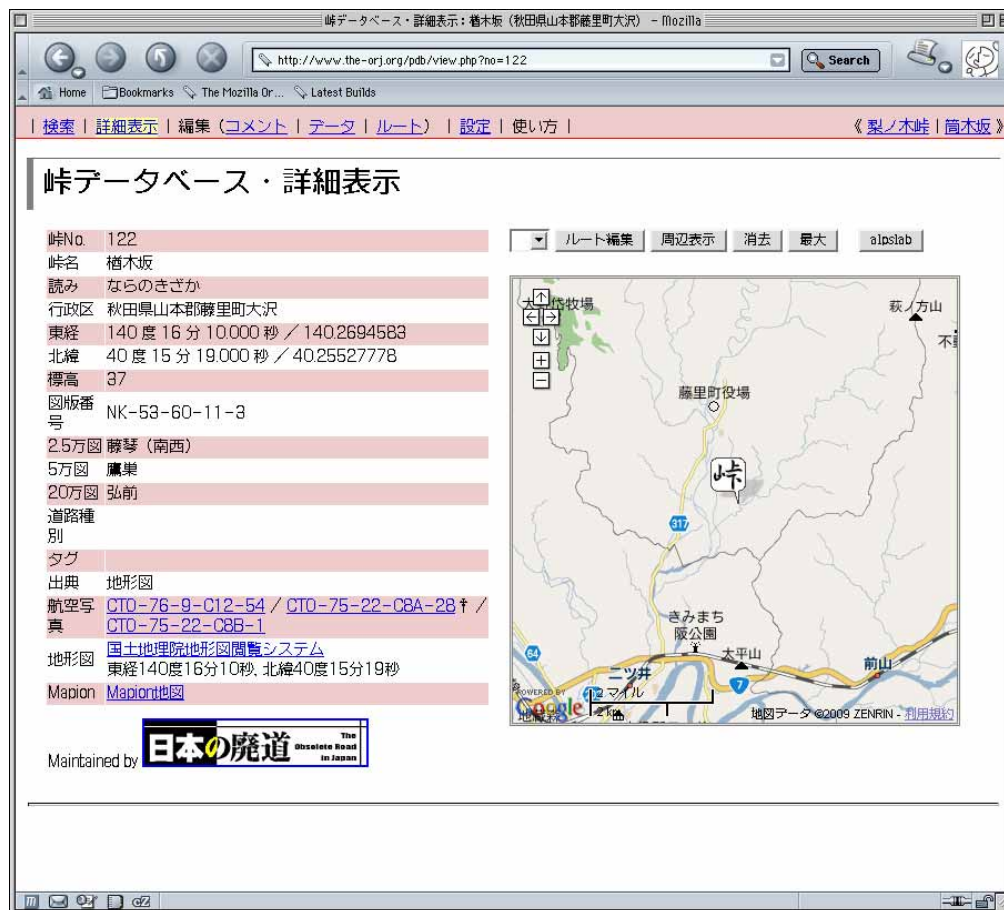 峠データベース・詳細表示：楢木坂（秋田県山本郡藤里町大沢） - Mozilla
http://www.the-orj.org/pdb/view.php?no=122
Search
Home Bookmarks The Mozilla Or... Latest Builds
| 検索 | 詳細表示 | 編集（コメント | データ | ルート） | 設定 | 使い方 |
《 梨ノ木峠 | 筒木坂 》
峠データベース・詳細表示
峠No. 122
峠名 楢木坂
読み ならのきざか
行政区 秋田県山本郡藤里町大沢
東経 140 度 16 分 10.000 秒 ／ 140.2694583
北緯 40 度 15 分 19.000 秒 ／ 40.25527778
標高 37
図版番号 NK-53-60-11-3
2.5万図 藤琴（南西）
5万図 鷹巣
20万図 弘前
道路種別
タグ
出典 地形図
航空写真 CTO-76-9-C12-54 / CTO-75-22-C8A-28† /
CTO-75-22-C8B-1
地形図 国土地理院地形図閲覧システム
東経140度16分10秒, 北緯40度15分19秒
Mapion Mapion地図
Maintained by 日本の廃道 The Obsolete Road in Japan
ルート編集 周辺表示 消去 最大 alpslab
岱牧場
萩ノ方山
藤里町役場
峠
317
きみまち
阪公園
太平山
64
二ツ井
前山
7
POWERED BY
Google
2 マイル
2 km
地図データ ©2009 ZENRIN - 利用規約